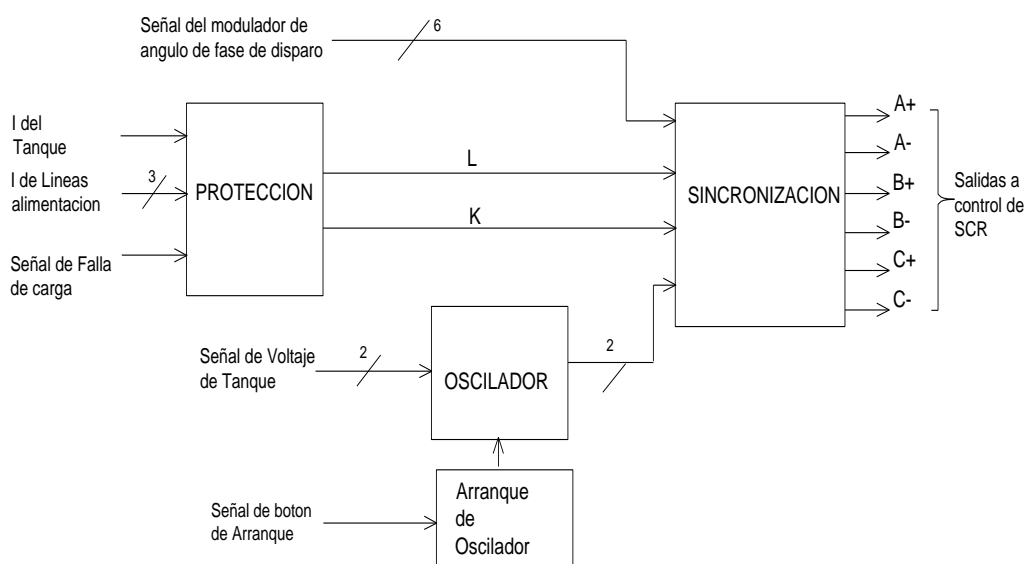 Señal del modulador de
angulo de fase de disparo
6
I del
Tanque
I de Lineas
alimentacion
3
Señal de Falla
de carga
PROTECCION
L
K
SINCRONIZACION
A+
A-
B+
B-
C+
C-
Salidas a
control de
SCR
Señal de Voltaje
de Tanque
2
OSCILADOR
2
Señal de boton
de Arranque
Arranque
de
Oscilador